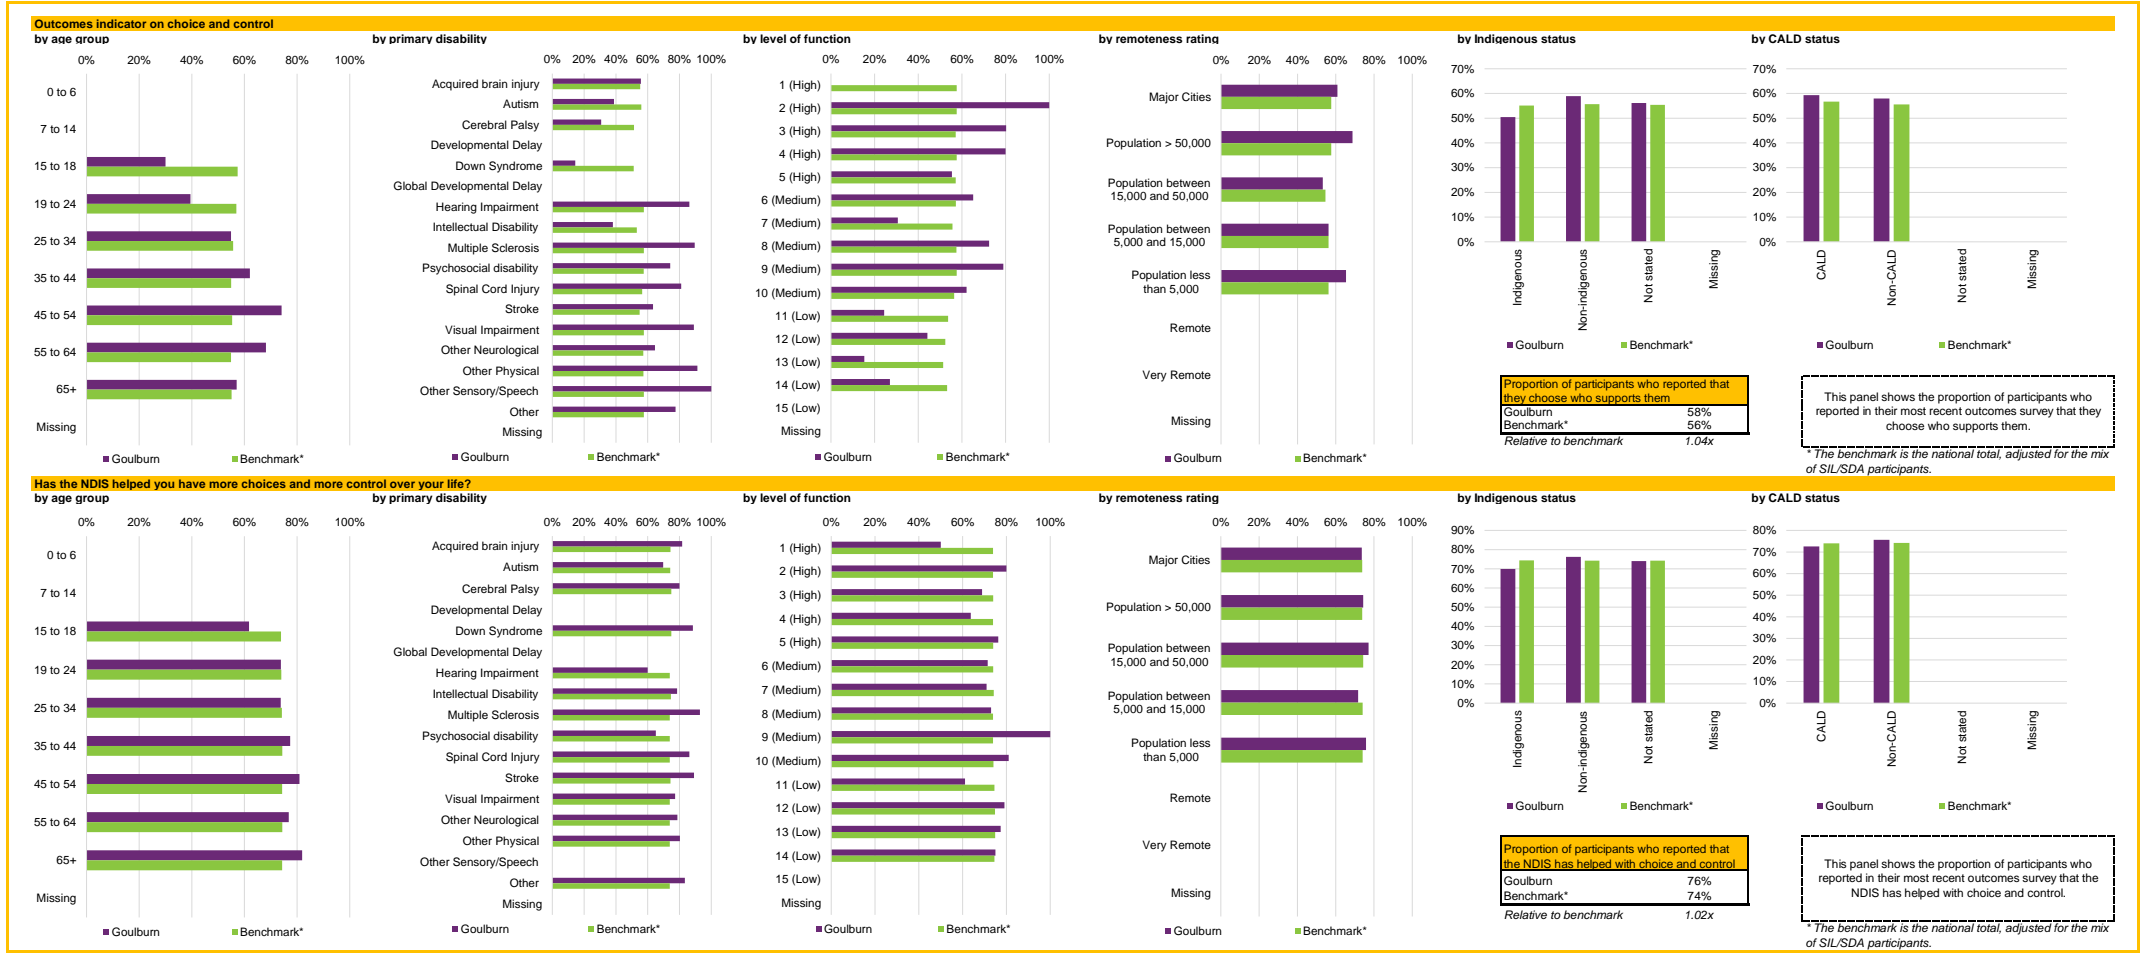 Outcomes indicator on choice and control
by age group
0% 20% 40% 60% 80% 100%
0 to 6
7 to 14
15 to 18
19 to 24
25 to 34
35 to 44
45 to 54
55 to 64
65+
Missing
Goulburn Benchmark*
by primary disability
0% 20% 40% 60% 80% 100%
Acquired brain injury
Autism
Cerebral Palsy
Developmental Delay
Down Syndrome
Global Developmental Delay
Hearing Impairment
Intellectual Disability
Multiple Sclerosis
Psychosocial disability
Spinal Cord Injury
Stroke
Visual Impairment
Other Neurological
Other Physical
Other Sensory/Speech
Other
Missing
Goulburn Benchmark*
by level of function
0% 20% 40% 60% 80% 100%
1 (High)
2 (High)
3 (High)
4 (High)
5 (High)
6 (Medium)
7 (Medium)
8 (Medium)
9 (Medium)
10 (Medium)
11 (Low)
12 (Low)
13 (Low)
14 (Low)
15 (Low)
Missing
Goulburn Benchmark*
by remoteness rating
0% 20% 40% 60% 80% 100%
Major Cities
Population > 50,000
Population between
15,000 and 50,000
Population between
5,000 and 15,000
Population less
than 5,000
Remote
Very Remote
Missing
Goulburn Benchmark*
by Indigenous status
70%
60%
50%
40%
30%
20%
10%
0%
Indigenous
Non-indigenous
Not stated
Missing
Goulburn Benchmark*
Proportion of participants who reported that
they choose who supports them
Goulburn 58%
Benchmark* 56%
Relative to benchmark 1.04x
by CALD status
70%
60%
50%
40%
30%
20%
10%
0%
CALD
Non-CALD
Not stated
Missing
Goulburn Benchmark*
This panel shows the proportion of participants who
reported in their most recent outcomes survey that they
choose who supports them.
* The benchmark is the national total, adjusted for the mix
of SIL/SDA participants.
Has the NDIS helped you have more choices and more control over your life?
by age group
0% 20% 40% 60% 80% 100%
0 to 6
7 to 14
15 to 18
19 to 24
25 to 34
35 to 44
45 to 54
55 to 64
65+
Missing
Goulburn Benchmark*
by primary disability
0% 20% 40% 60% 80% 100%
Acquired brain injury
Autism
Cerebral Palsy
Developmental Delay
Down Syndrome
Global Developmental Delay
Hearing Impairment
Intellectual Disability
Multiple Sclerosis
Psychosocial disability
Spinal Cord Injury
Stroke
Visual Impairment
Other Neurological
Other Physical
Other Sensory/Speech
Other
Missing
Goulburn Benchmark*
by level of function
0% 20% 40% 60% 80% 100%
1 (High)
2 (High)
3 (High)
4 (High)
5 (High)
6 (Medium)
7 (Medium)
8 (Medium)
9 (Medium)
10 (Medium)
11 (Low)
12 (Low)
13 (Low)
14 (Low)
15 (Low)
Missing
Goulburn Benchmark*
by remoteness rating
0% 20% 40% 60% 80% 100%
Major Cities
Population > 50,000
Population between
15,000 and 50,000
Population between
5,000 and 15,000
Population less
than 5,000
Remote
Very Remote
Missing
Goulburn Benchmark*
by Indigenous status
90%
80%
70%
60%
50%
40%
30%
20%
10%
0%
Indigenous
Non-indigenous
Not stated
Missing
Goulburn Benchmark*
Proportion of participants who reported that
the NDIS has helped with choice and control
Goulburn 76%
Benchmark* 74%
Relative to benchmark 1.02x
by CALD status
80%
70%
60%
50%
40%
30%
20%
10%
0%
CALD
Non-CALD
Not stated
Missing
Goulburn Benchmark*
This panel shows the proportion of participants who
reported in their most recent outcomes survey that the
NDIS has helped with choice and control.
* The benchmark is the national total, adjusted for the mix
of SIL/SDA participants.